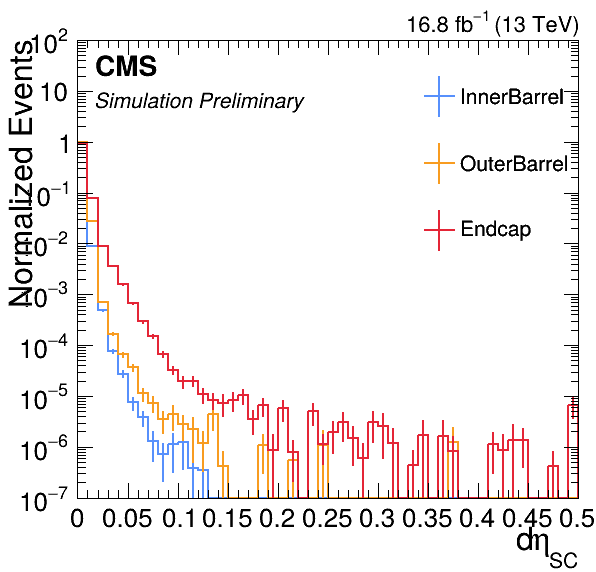 16.8 fb⁻¹ (13 TeV)
CMS
Simulation Preliminary
Normalized Events
10²
10
1
10⁻¹
10⁻²
10⁻³
10⁻⁴
10⁻⁵
10⁻⁶
10⁻⁷
InnerBarrel
OuterBarrel
Endcap
0 0.05 0.1 0.15 0.2 0.25 0.3 0.35 0.4 0.45 0.5
dη_SC